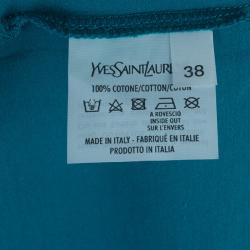 YVESSAINTLAUR
38
100% COTONE/COTTON/COTON
A ROVESCIO
INSIDE OUT
SUR L'ENVERS
MADE IN ITALY - FABRIQUÉ EN ITALIE
PRODOTTO IN ITALIA